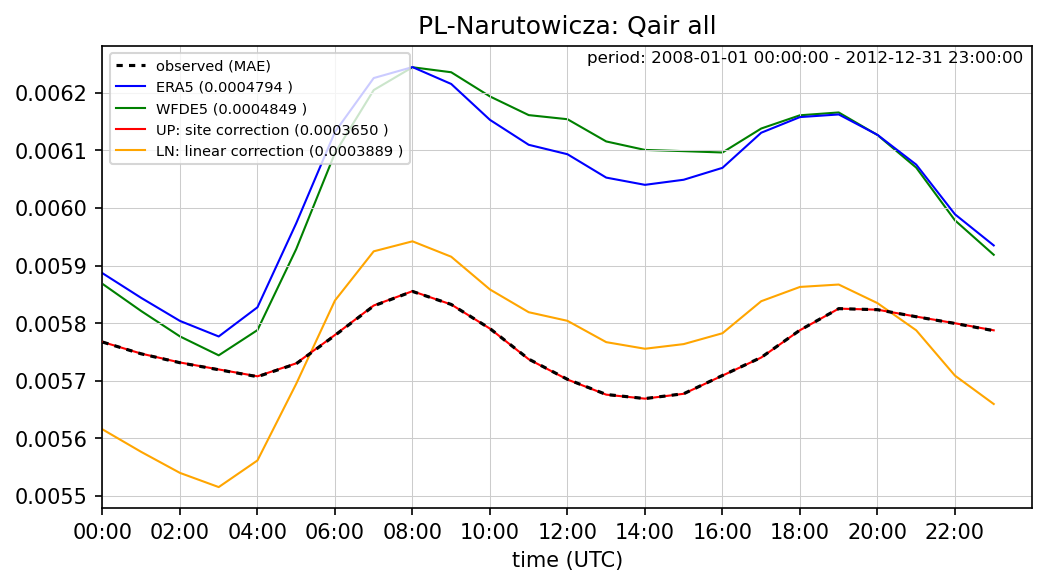 PL-Narutowicza: Qair all
period: 2008-01-01 00:00:00 - 2012-12-31 23:00:00
observed (MAE)
ERA5 (0.0004794 )
WFDE5 (0.0004849 )
UP: site correction (0.0003650 )
LN: linear correction (0.0003889 )
0.0062
0.0061
0.0060
0.0059
0.0058
0.0057
0.0056
0.0055
00:00 02:00 04:00 06:00 08:00 10:00 12:00 14:00 16:00 18:00 20:00 22:00
time (UTC)